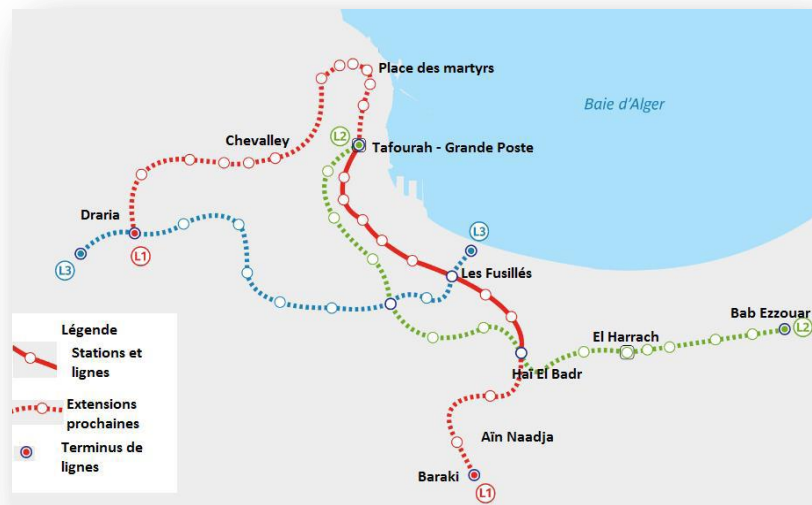 Place des martyrs
Baie d'Alger
Chevalley
L2
Tafourah - Grande Poste
Draria
L3
L1
L3
Les Fusillés
Bab Ezzouar
L2
El Harrach
Haï El Badr
Légende
Stations et
lignes
Extensions
prochaines
Terminus de
lignes
Aïn Naadja
Baraki
L1